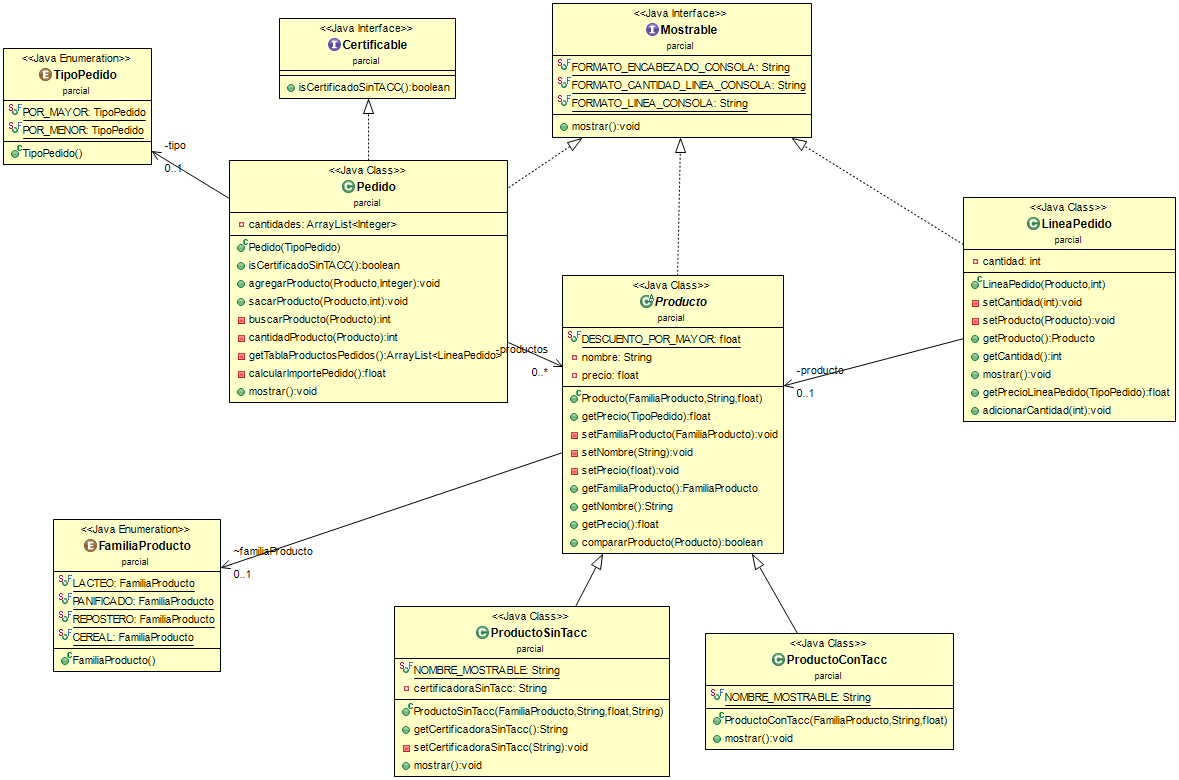 <<Java Interface>>
Mostrable
parcial
FORMATO_ENCABEZADO_CONSOLA: String
FORMATO_CANTIDAD_LINEA_CONSOLA: String
FORMATO_LINEA_CONSOLA: String
mostrar():void
<<Java Interface>>
Certificable
parcial
isCertificadoSinTACC():boolean
<<Java Enumeration>>
TipoPedido
parcial
POR_MAYOR: TipoPedido
POR_MENOR: TipoPedido
TipoPedido()
-tipo
0..1
<<Java Class>>
Pedido
parcial
cantidades: ArrayList<Integer>
Pedido(TipoPedido)
isCertificadoSinTACC():boolean
agregarProducto(Producto,Integer):void
sacarProducto(Producto,int):void
buscarProducto(Producto):int
cantidadProducto(Producto):int
getTablaProductosPedidos():ArrayList<LineaPedido>
calcularImportePedido():float
mostrar():void
-productos
0..*
<<Java Class>>
LineaPedido
parcial
cantidad: int
LineaPedido(Producto,int)
setCantidad(int):void
setProducto(Producto):void
getProducto():Producto
getCantidad():int
mostrar():void
getPrecioLineaPedido(TipoPedido):float
adicionarCantidad(int):void
-producto
0..1
<<Java Class>>
Producto
parcial
DESCUENTO_POR_MAYOR: float
nombre: String
precio: float
Producto(FamiliaProducto,String,float)
getPrecio(TipoPedido):float
setFamiliaProducto(FamiliaProducto):void
setNombre(String):void
setPrecio(float):void
getFamiliaProducto():FamiliaProducto
getNombre():String
getPrecio():float
compararProducto(Producto):boolean
~familiaProducto
0..1
<<Java Enumeration>>
FamiliaProducto
parcial
LACTEO: FamiliaProducto
PANIFICADO: FamiliaProducto
REPOSTERO: FamiliaProducto
CEREAL: FamiliaProducto
FamiliaProducto()
<<Java Class>>
ProductoSinTacc
parcial
NOMBRE_MOSTRABLE: String
certificadoraSinTacc: String
ProductoSinTacc(FamiliaProducto,String,float,String)
getCertificadoraSinTacc():String
setCertificadoraSinTacc(String):void
mostrar():void
<<Java Class>>
ProductoConTacc
parcial
NOMBRE_MOSTRABLE: String
ProductoConTacc(FamiliaProducto,String,float)
mostrar():void